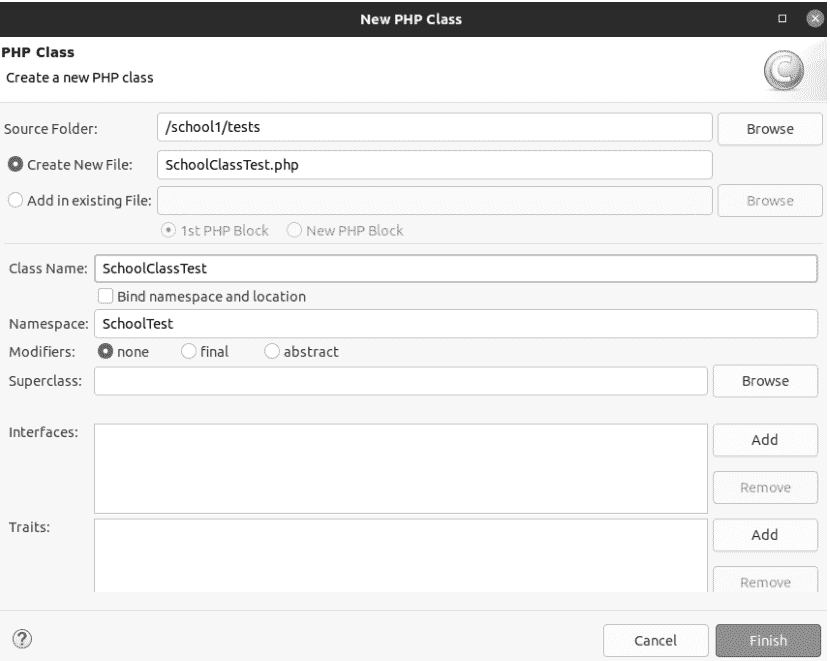 New PHP Class
PHP Class
Create a new PHP class
Source Folder: /school1/tests Browse
Create New File: SchoolClassTest.php
Add in existing File: Browse
1st PHP Block New PHP Block
Class Name: SchoolClassTest
Bind namespace and location
Namespace: SchoolTest
Modifiers: none final abstract
Superclass: Browse
Interfaces: Add
Remove
Traits: Add
Remove
Cancel Finish